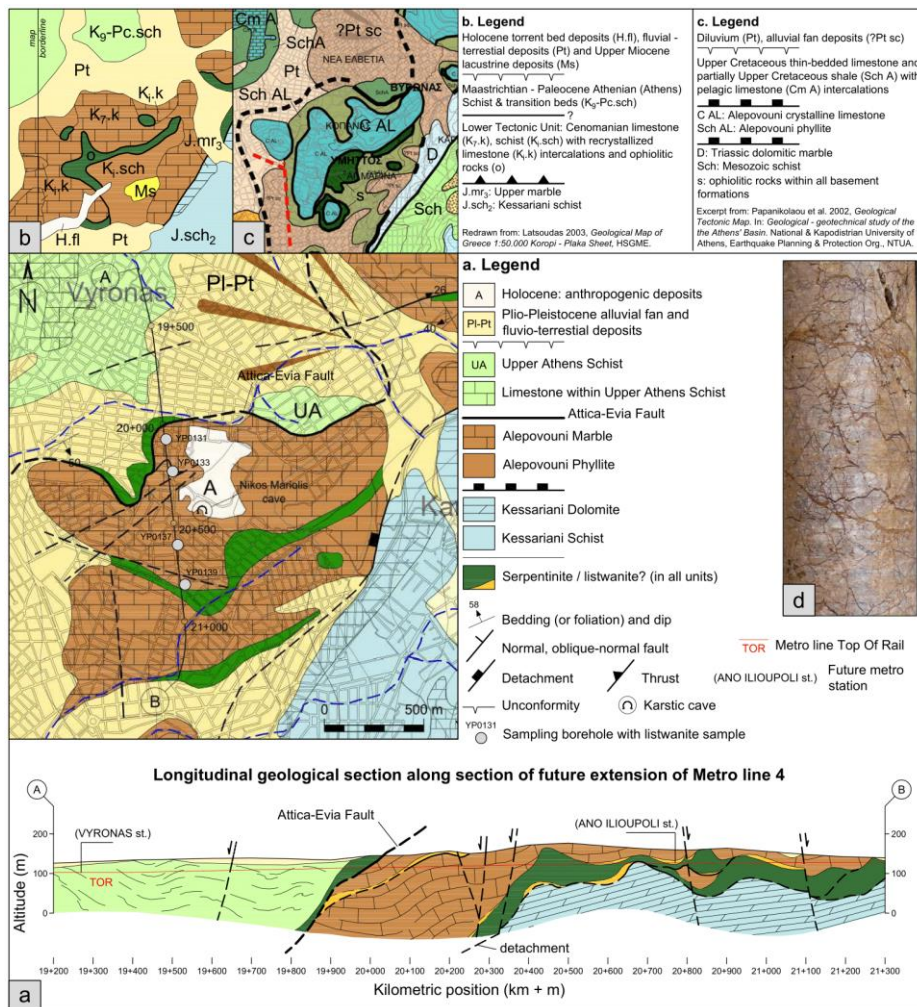 map
borderline
K₉-Pc.sch
Pt
Kᵢ.k
K₇.k
J.mr₃
o
Kᵢ.sch
Kᵢ.k
Ms
H.fl
Pt
J.sch₂
b
Cm A
SchA
?Pt sc
ΝΕΑ ΕΛΒΕΤΙΑ
Pt
Sch AL
SchA
ΒΥΡΩΝΑΣ
ΚΟΠΑΝΑΣ
C AL
C AL
ΥΜΗΤΤΟΣ
D
s
Sch
c
b. Legend
Holocene torrent bed deposits (H.fl), fluvial -
terrestial deposits (Pt) and Upper Miocene
lacustrine deposits (Ms)
Maastrichtian - Paleocene Athenian (Athens)
Schist & transition beds (K₉-Pc.sch)
?
Lower Tectonic Unit: Cenomanian limestone
(K₇.k), schist (Kᵢ.sch) with recrystallized
limestone (Kᵢ.k) intercalations and ophiolitic
rocks (o)
J.mr₃: Upper marble
J.sch₂: Kessariani schist
Redrawn from: Latsoudas 2003, Geological Map of
Greece 1:50.000 Koropi - Plaka Sheet, HSGME.
c. Legend
Diluvium (Pt), alluvial fan deposits (?Pt sc)
Upper Cretaceous thin-bedded limestone and
partially Upper Cretaceous shale (Sch A) with
pelagic limestone (Cm A) intercalations
C AL: Alepovouni crystalline limestone
Sch AL: Alepovouni phyllite
D: Triassic dolomitic marble
Sch: Mesozoic schist
s: ophiolitic rocks within all basement
formations
Excerpt from: Papanikolaou et al. 2002, Geological
Tectonic Map. In: Geological - geotechnical study of the
the Athens' Basin. National & Kapodistrian University of
Athens, Earthquake Planning & Protection Org., NTUA.
N
A
Vyronas
Pl-Pt
19+500
26
40
Attica-Evia Fault
UA
20+000
YP0131
50
YP0133
A
Nikos Mariolis
cave
Ka
20+500
YP0137
YP0139
21+000
B
0
500 m
a. Legend
A
Holocene: anthropogenic deposits
Pl-Pt
Plio-Pleistocene alluvial fan and
fluvio-terrestial deposits
UA
Upper Athens Schist
Limestone within Upper Athens Schist
Attica-Evia Fault
Alepovouni Marble
Alepovouni Phyllite
Kessariani Dolomite
Kessariani Schist
Serpentinite / listwanite? (in all units)
58
Bedding (or foliation) and dip
Normal, oblique-normal fault
Detachment
Thrust
Unconformity
Karstic cave
YP0131
Sampling borehole with listwanite sample
TOR
Metro line Top Of Rail
(ANO ILIOUPOLI st.)
Future metro
station
d
Longitudinal geological section along section of future extension of Metro line 4
A
B
Attica-Evia Fault
(VYRONAS st.)
(ANO ILIOUPOLI st.)
TOR
detachment
Altitude (m)
200
100
0
200
100
0
19+200 19+300 19+400 19+500 19+600 19+700 19+800 19+900 20+000 20+100 20+200 20+300 20+400 20+500 20+600 20+700 20+800 20+900 21+000 21+100 21+200 21+300
Kilometric position (km + m)
a